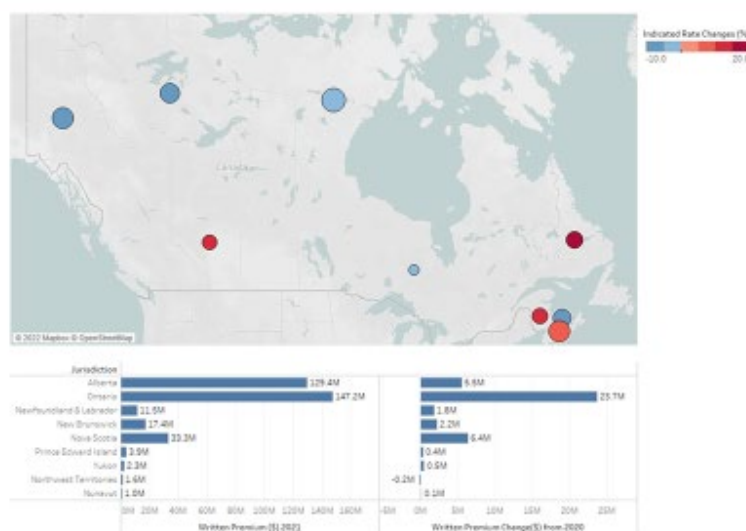 Indicated Rate Changes (%
-10.0 20.0
Canada
© 2022 Mapbox © OpenStreetMap
Jurisdiction
Alberta 129.4M 5.6M
Ontario 147.2M 23.7M
Newfoundland & Labrador 11.5M 1.8M
New Brunswick 17.4M 2.2M
Nova Scotia 33.3M 6.4M
Prince Edward Island 3.9M 0.4M
Yukon 2.3M 0.5M
Northwest Territories 1.6M -0.2M
Nunavut 1.0M 0.1M
0M 20M 40M 60M 80M 100M 120M 140M 160M -5M 0M 5M 10M 15M 20M 25M
Written Premium ($) 2021 Written Premium Change($) from 2020